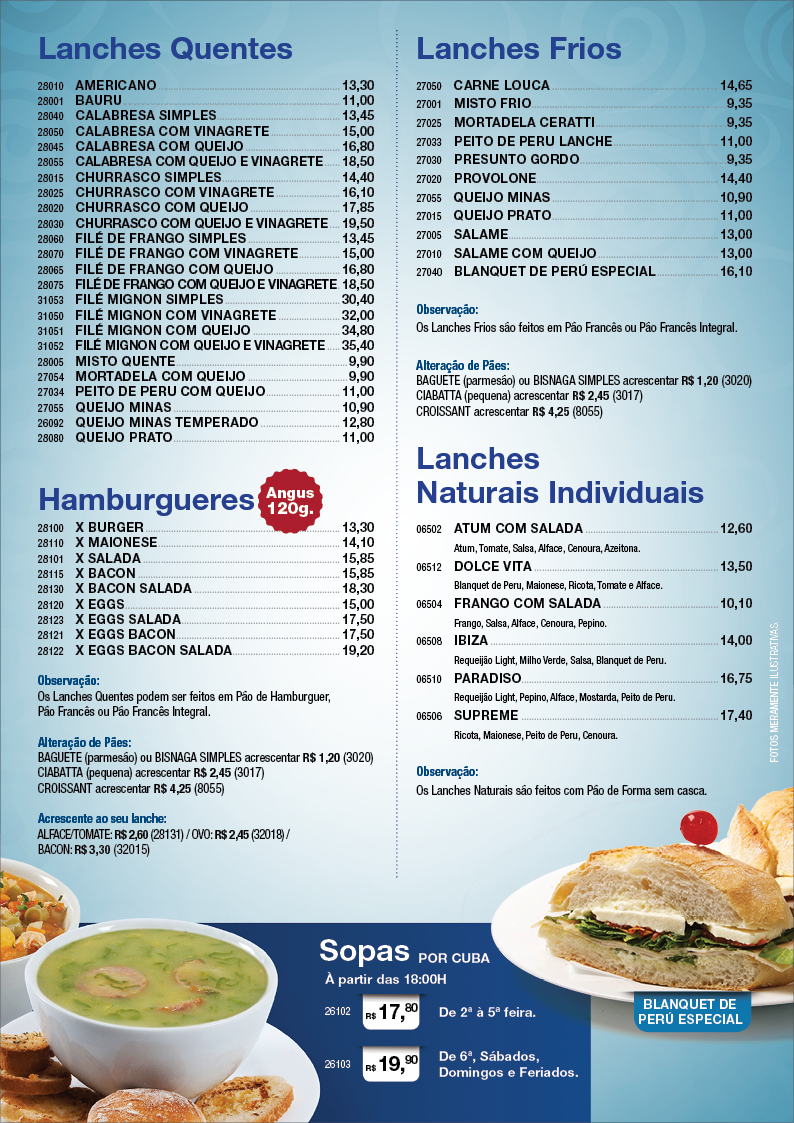 Lanches Quentes
28010 AMERICANO 13,30
28001 BAURU 11,00
28040 CALABRESA SIMPLES 13,45
28050 CALABRESA COM VINAGRETE 15,00
28045 CALABRESA COM QUEIJO 16,80
28055 CALABRESA COM QUEIJO E VINAGRETE 18,50
28015 CHURRASCO SIMPLES 14,40
28025 CHURRASCO COM VINAGRETE 16,10
28020 CHURRASCO COM QUEIJO 17,85
28030 CHURRASCO COM QUEIJO E VINAGRETE 19,50
28060 FILÉ DE FRANGO SIMPLES 13,45
28070 FILÉ DE FRANGO COM VINAGRETE 15,00
28065 FILÉ DE FRANGO COM QUEIJO 16,80
28075 FILÉ DE FRANGO COM QUEIJO E VINAGRETE 18,50
31053 FILÉ MIGNON SIMPLES 30,40
31050 FILÉ MIGNON COM VINAGRETE 32,00
31051 FILÉ MIGNON COM QUEIJO 34,80
31052 FILÉ MIGNON COM QUEIJO E VINAGRETE 35,40
28005 MISTO QUENTE 9,90
27054 MORTADELA COM QUEIJO 9,90
27034 PEITO DE PERU COM QUEIJO 11,00
27055 QUEIJO MINAS 10,90
26092 QUEIJO MINAS TEMPERADO 12,80
28080 QUEIJO PRATO 11,00
Hamburgueres
Angus
120g.
28100 X BURGER 13,30
28110 X MAIONESE 14,10
28101 X SALADA 15,85
28115 X BACON 15,85
28130 X BACON SALADA 18,30
28120 X EGGS 15,00
28123 X EGGS SALADA 17,50
28121 X EGGS BACON 17,50
28122 X EGGS BACON SALADA 19,20
Observação:
Os Lanches Quentes podem ser feitos em Pão de Hamburguer,
Pão Francês ou Pão Francês Integral.
Alteração de Pães:
BAGUETE (parmesão) ou BISNAGA SIMPLES acrescentar R$ 1,20 (3020)
CIABATTA (pequena) acrescentar R$ 2,45 (3017)
CROISSANT acrescentar R$ 4,25 (8055)
Acrescente ao seu lanche:
ALFACE/TOMATE: R$ 2,60 (28131) / OVO: R$ 2,45 (32018) /
BACON: R$ 3,30 (32015)
Lanches Frios
27050 CARNE LOUCA 14,65
27001 MISTO FRIO 9,35
27025 MORTADELA CERATTI 9,35
27033 PEITO DE PERU LANCHE 11,00
27030 PRESUNTO GORDO 9,35
27020 PROVOLONE 14,40
27055 QUEIJO MINAS 10,90
27015 QUEIJO PRATO 11,00
27005 SALAME 13,00
27010 SALAME COM QUEIJO 13,00
27040 BLANQUET DE PERÚ ESPECIAL 16,10
Observação:
Os Lanches Frios são feitos em Pão Francês ou Pão Francês Integral.
Alteração de Pães:
BAGUETE (parmesão) ou BISNAGA SIMPLES acrescentar R$ 1,20 (3020)
CIABATTA (pequena) acrescentar R$ 2,45 (3017)
CROISSANT acrescentar R$ 4,25 (8055)
Lanches
Naturais Individuais
06502 ATUM COM SALADA 12,60
Atum, Tomate, Salsa, Alface, Cenoura, Azeitona.
06512 DOLCE VITA 13,50
Blanquet de Peru, Maionese, Ricota, Tomate e Alface.
06504 FRANGO COM SALADA 10,10
Frango, Salsa, Alface, Cenoura, Pepino.
06508 IBIZA 14,00
Requeijão Light, Milho Verde, Salsa, Blanquet de Peru.
06510 PARADISO 16,75
Requeijão Light, Pepino, Alface, Mostarda, Peito de Peru.
06506 SUPREME 17,40
Ricota, Maionese, Peito de Peru, Cenoura.
Observação:
Os Lanches Naturais são feitos com Pão de Forma sem casca.
FOTOS MERAMENTE ILUSTRATIVAS
Sopas POR CUBA
À partir das 18:00H
26102 R$ 17,80 De 2ª à 5ª feira.
26103 R$ 19,90 De 6ª, Sábados,
Domingos e Feriados.
BLANQUET DE
PERÚ ESPECIAL